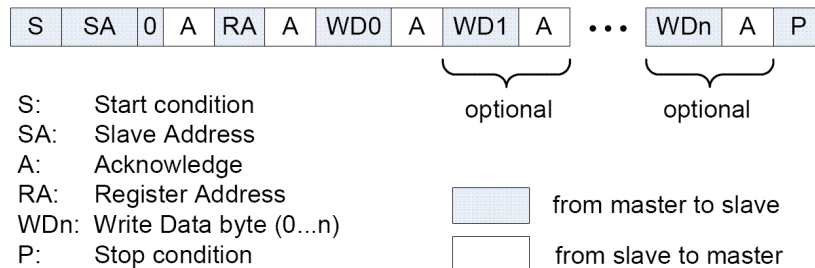 S SA 0 A RA A WD0 A WD1 A ••• WDn A P
optional optional
S: Start condition
SA: Slave Address
A: Acknowledge
RA: Register Address
WDn: Write Data byte (0...n)
P: Stop condition
from master to slave
from slave to master